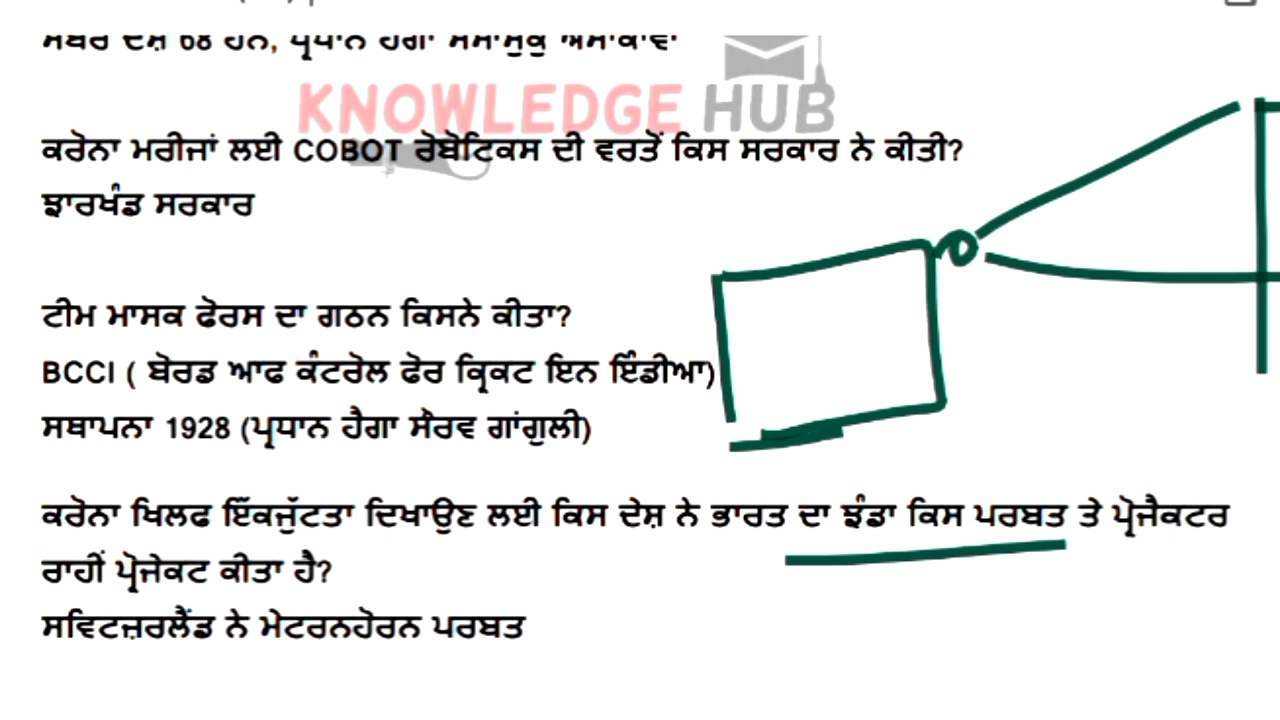 KNOWLEDGE HUB
ਕਰੋਨਾ ਮਰੀਜਾਂ ਲਈ COBOT ਰੋਬੋਟਿਕਸ ਦੀ ਵਰਤੋਂ ਕਿਸ ਸਰਕਾਰ ਨੇ ਕੀਤੀ?
ਝਾਰਖੰਡ ਸਰਕਾਰ
ਟੀਮ ਮਾਸਕ ਫੋਰਸ ਦਾ ਗਠਨ ਕਿਸਨੇ ਕੀਤਾ?
BCCI ( ਬੋਰਡ ਆਫ ਕੰਟਰੋਲ ਫੋਰ ਕ੍ਰਿਕਟ ਇਨ ਇੰਡੀਆ)
ਸਥਾਪਨਾ 1928 (ਪ੍ਰਧਾਨ ਹੈਗਾ ਸੌਰਵ ਗਾਂਗੁਲੀ)
ਕਰੋਨਾ ਖਿਲਫ ਇੱਕਜੁੱਟਤਾ ਦਿਖਾਉਣ ਲਈ ਕਿਸ ਦੇਸ਼ ਨੇ ਭਾਰਤ ਦਾ ਝੰਡਾ ਕਿਸ ਪਰਬਤ ਤੇ ਪ੍ਰੋਜੈਕਟਰ
ਰਾਹੀਂ ਪ੍ਰੋਜੇਕਟ ਕੀਤਾ ਹੈ?
ਸਵਿਟਜ਼ਰਲੈਂਡ ਨੇ ਮੇਟਰਨਹੋਰਨ ਪਰਬਤ